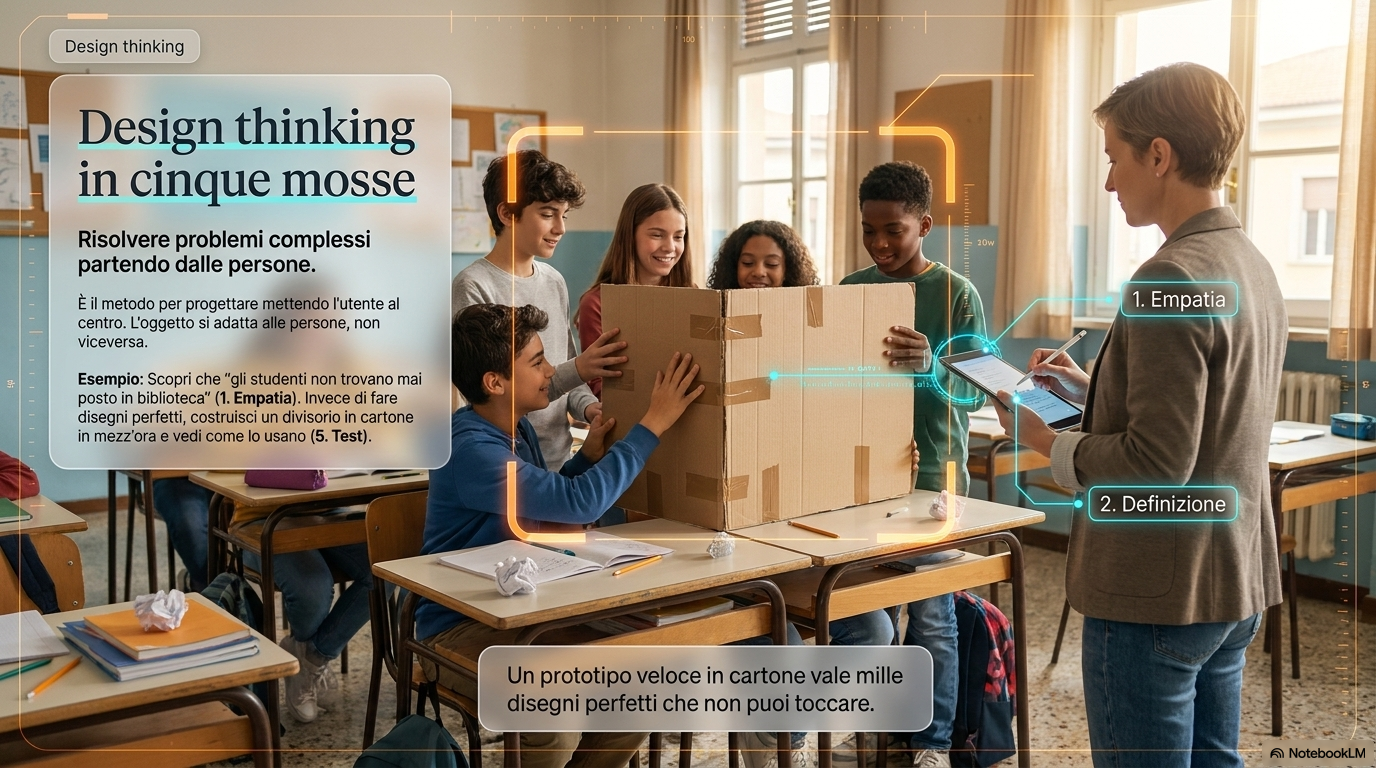 Design thinking
Design thinking
in cinque mosse
Risolvere problemi complessi
partendo dalle persone.
È il metodo per progettare mettendo l'utente al
centro. L'oggetto si adatta alle persone, non
viceversa.
Esempio: Scopri che "gli studenti non trovano mai
posto in biblioteca" (1. Empatia). Invece di fare
disegni perfetti, costruisci un divisorio in cartone
in mezz'ora e vedi come lo usano (5. Test).
100
1. Empatia
2. Definizione
Un prototipo veloce in cartone vale mille
disegni perfetti che non puoi toccare.
NotebookLM